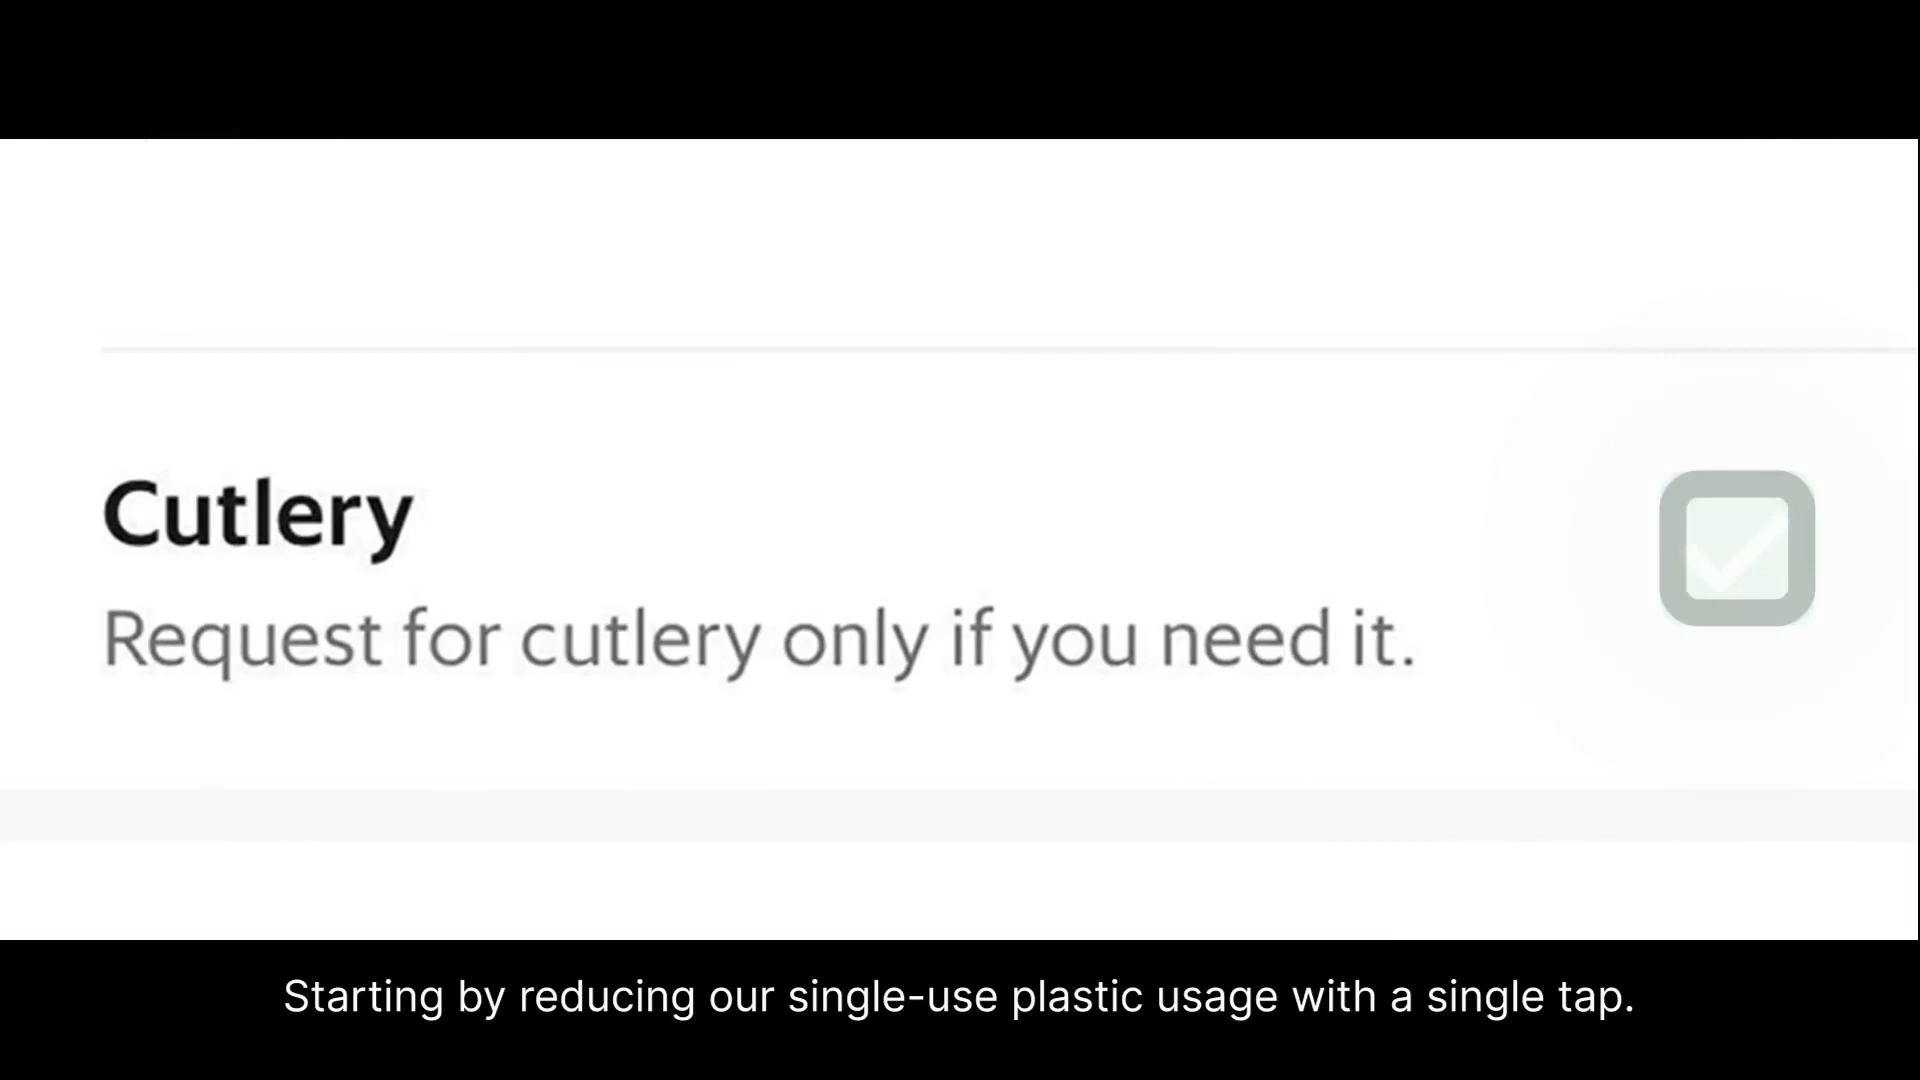 Cutlery
Request for cutlery only if you need it.
Starting by reducing our single-use plastic usage with a single tap.